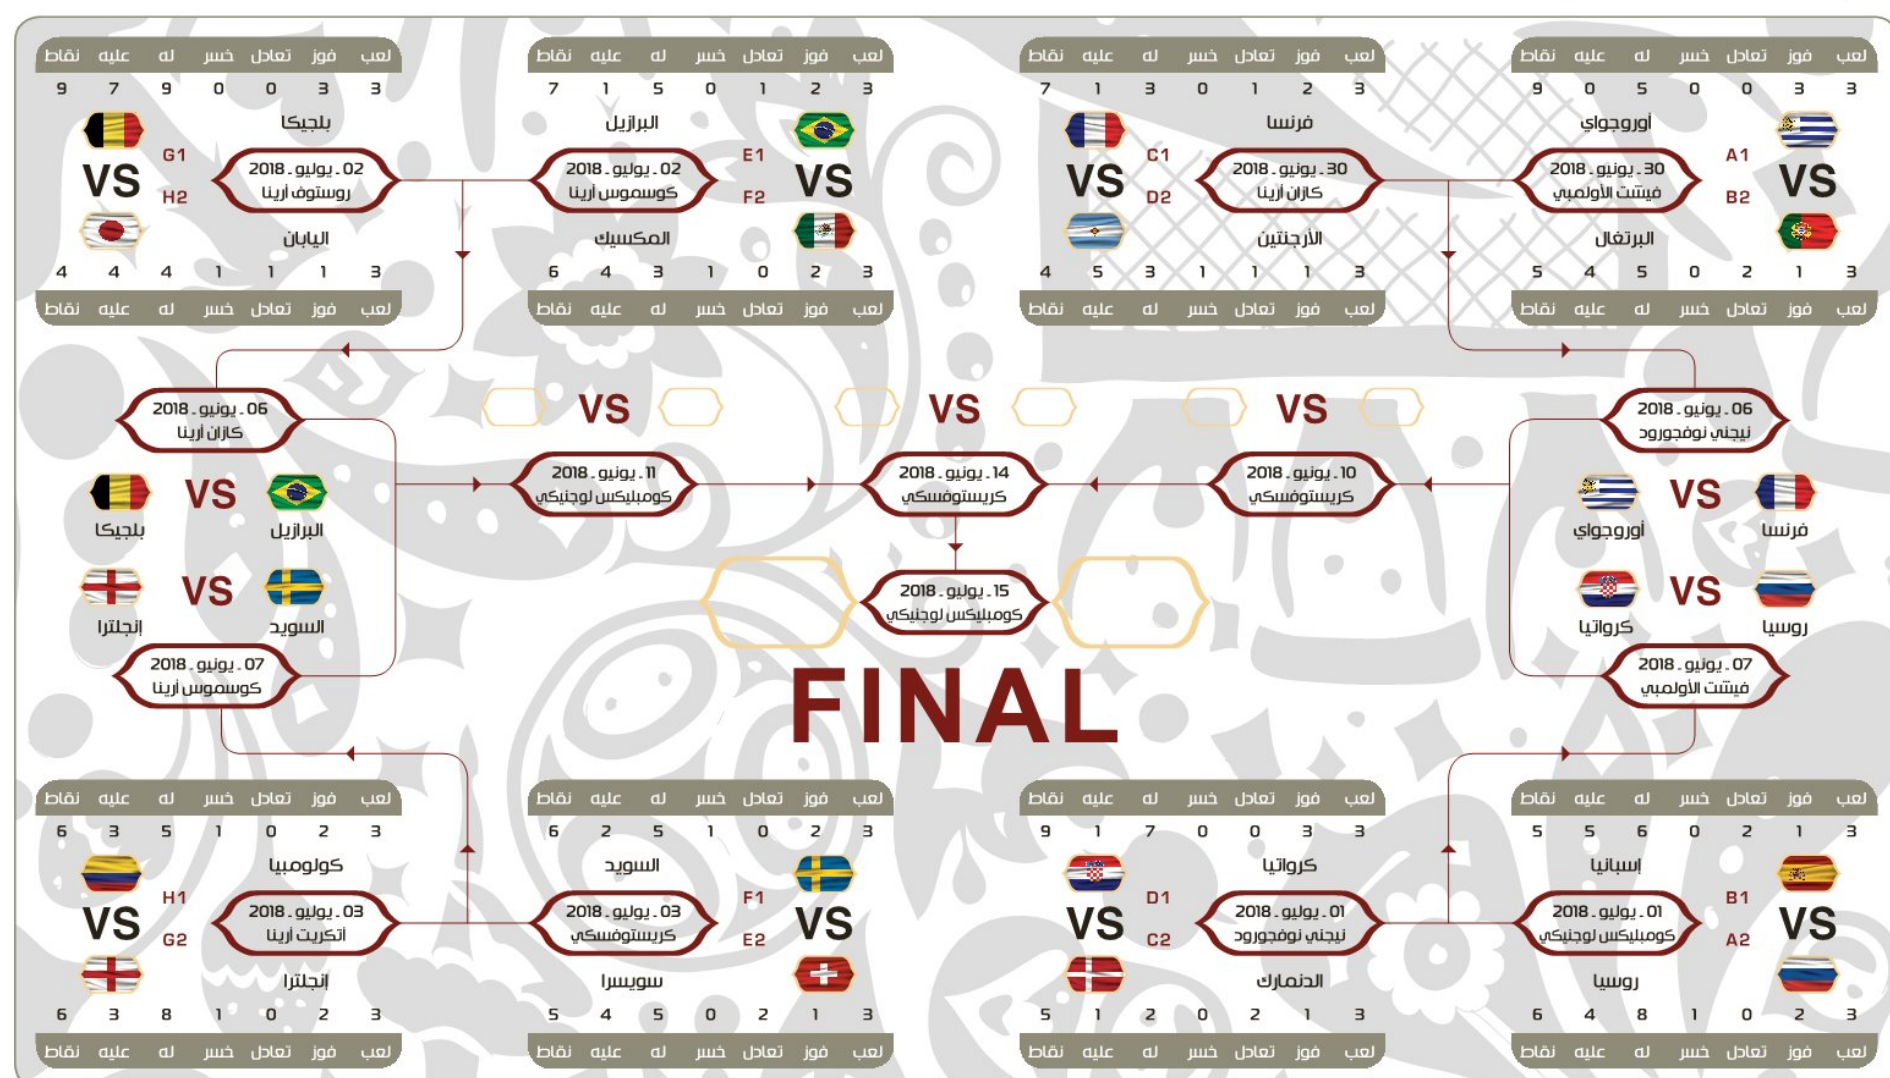 لعب فوز تعادل خسر له عليه نقاط
3 3 0 0 5 0 9
أوروجواي
A1
30 ـ يونيو ـ 2018
فيشت الأولمبي
VS
B2
البرتغال
3 1 2 0 5 4 5
لعب فوز تعادل خسر له عليه نقاط
لعب فوز تعادل خسر له عليه نقاط
3 2 1 0 3 1 7
فرنسا
C1
30 ـ يونيو ـ 2018
كازان أرينا
VS
D2
الأرجنتين
3 1 1 1 3 5 4
لعب فوز تعادل خسر له عليه نقاط
لعب فوز تعادل خسر له عليه نقاط
3 2 1 0 5 1 7
البرازيل
E1
02 ـ يوليو ـ 2018
كوسموس أرينا
VS
F2
المكسيك
3 2 0 1 3 4 6
لعب فوز تعادل خسر له عليه نقاط
لعب فوز تعادل خسر له عليه نقاط
3 3 0 0 9 7 9
بلجيكا
G1
02 ـ يوليو ـ 2018
روستوف أرينا
VS
H2
اليابان
3 1 1 1 4 4 4
لعب فوز تعادل خسر له عليه نقاط
06 ـ يونيو ـ 2018
نيجني نوفجورود
VS
فرنسا
أوروجواي
VS
روسيا
كرواتيا
07 ـ يونيو ـ 2018
فيشت الأولمبي
VS
10 ـ يونيو ـ 2018
كريستوفسكي
VS
14 ـ يونيو ـ 2018
كريستوفسكي
VS
11 ـ يونيو ـ 2018
كومبليكس لوجنيكي
15 ـ يوليو ـ 2018
كومبليكس لوجنيكي
FINAL
06 ـ يونيو ـ 2018
كازان أرينا
VS
البرازيل
بلجيكا
VS
السويد
إنجلترا
07 ـ يونيو ـ 2018
كوسموس أرينا
لعب فوز تعادل خسر له عليه نقاط
3 1 2 0 6 5 5
إسبانيا
B1
01 ـ يوليو ـ 2018
كومبليكس لوجنيكي
VS
A2
روسيا
3 2 0 1 8 4 6
لعب فوز تعادل خسر له عليه نقاط
لعب فوز تعادل خسر له عليه نقاط
3 3 0 0 7 1 9
كرواتيا
D1
01 ـ يوليو ـ 2018
نيجني نوفجورود
VS
C2
الدنمارك
3 1 2 0 2 1 5
لعب فوز تعادل خسر له عليه نقاط
لعب فوز تعادل خسر له عليه نقاط
3 2 0 1 5 2 6
السويد
F1
03 ـ يوليو ـ 2018
كريستوفسكي
VS
E2
سويسرا
3 1 2 0 5 4 5
لعب فوز تعادل خسر له عليه نقاط
لعب فوز تعادل خسر له عليه نقاط
3 2 0 1 5 3 6
كولومبيا
H1
03 ـ يوليو ـ 2018
أتكريت أرينا
VS
G2
إنجلترا
3 2 0 1 8 3 6
لعب فوز تعادل خسر له عليه نقاط